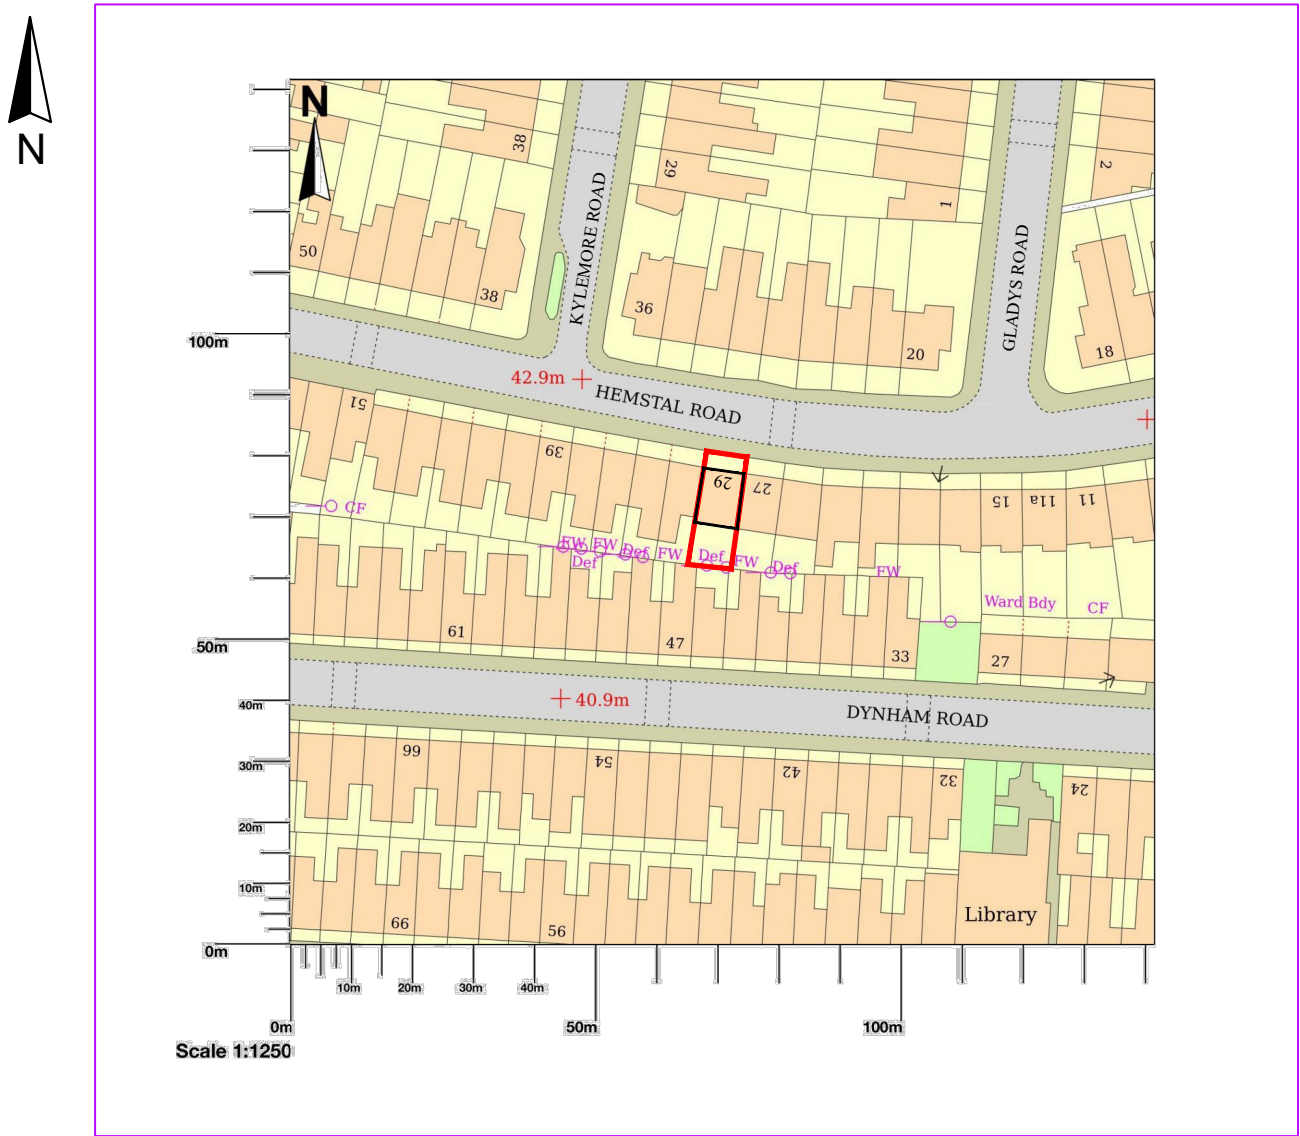 N
N
38
29
2
1
KYLEMORE ROAD
GLADYS ROAD
50
38
36
20
18
100m
42.9m
HEMSTAL ROAD
51
39
29
27
15
11a
11
CF
FW
FW
Def
FW
Def
FW
Def
FW
Def
Ward Bdy
CF
61
47
33
27
50m
40m
40.9m
DYNHAM ROAD
30m
66
54
42
32
24
20m
10m
66
56
Library
0m
10m
20m
30m
40m
0m
50m
100m
Scale 1:1250